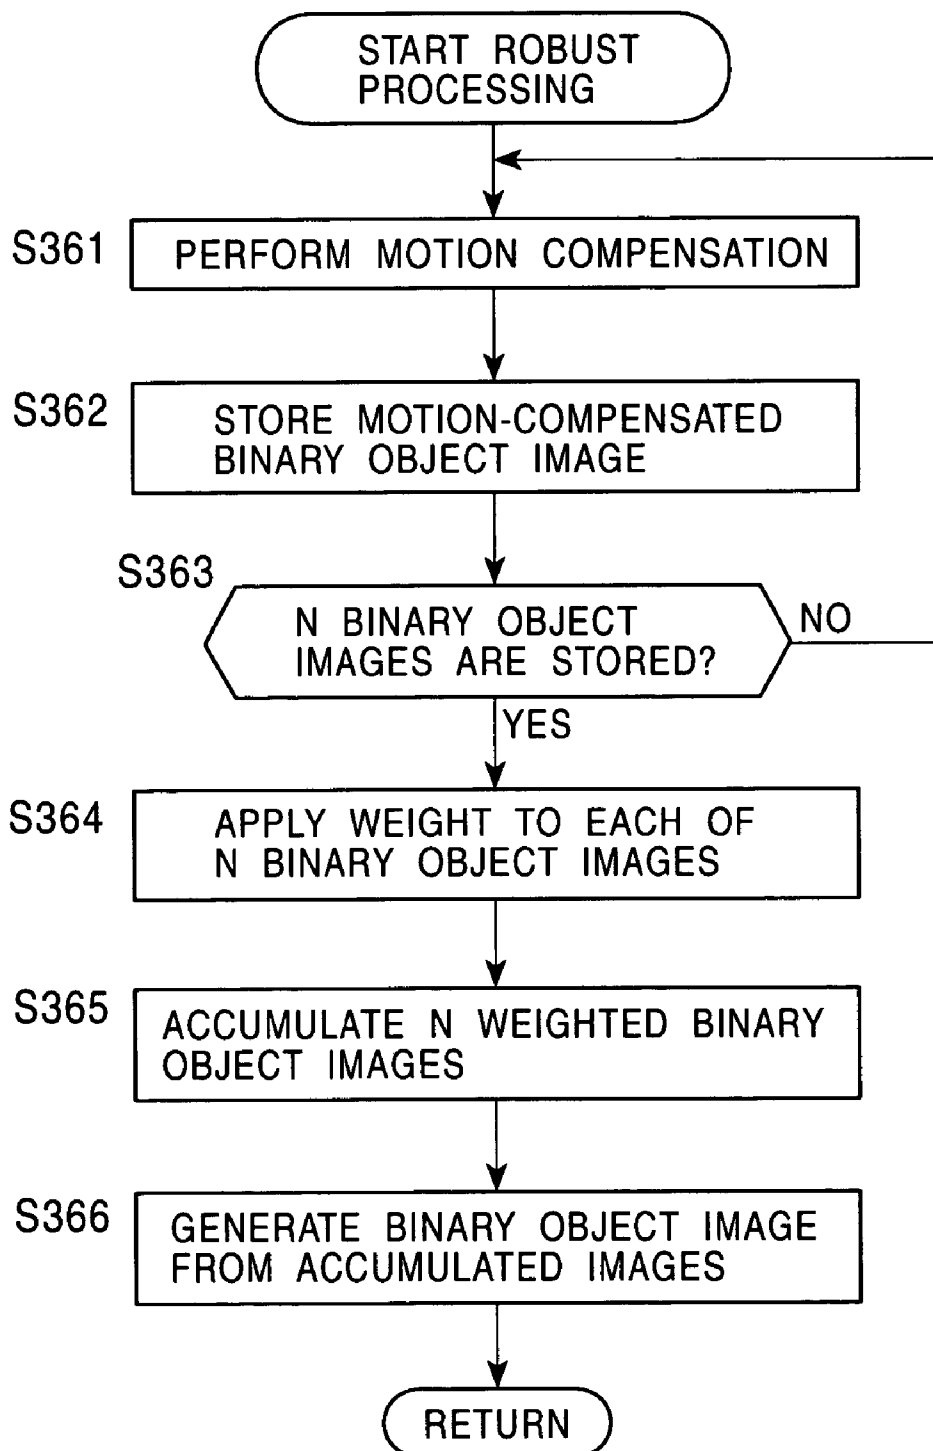 START ROBUST
PROCESSING
S361
PERFORM MOTION COMPENSATION
S362
STORE MOTION-COMPENSATED
BINARY OBJECT IMAGE
S363
N BINARY OBJECT
IMAGES ARE STORED?
NO
YES
S364
APPLY WEIGHT TO EACH OF
N BINARY OBJECT IMAGES
S365
ACCUMULATE N WEIGHTED BINARY
OBJECT IMAGES
S366
GENERATE BINARY OBJECT IMAGE
FROM ACCUMULATED IMAGES
RETURN